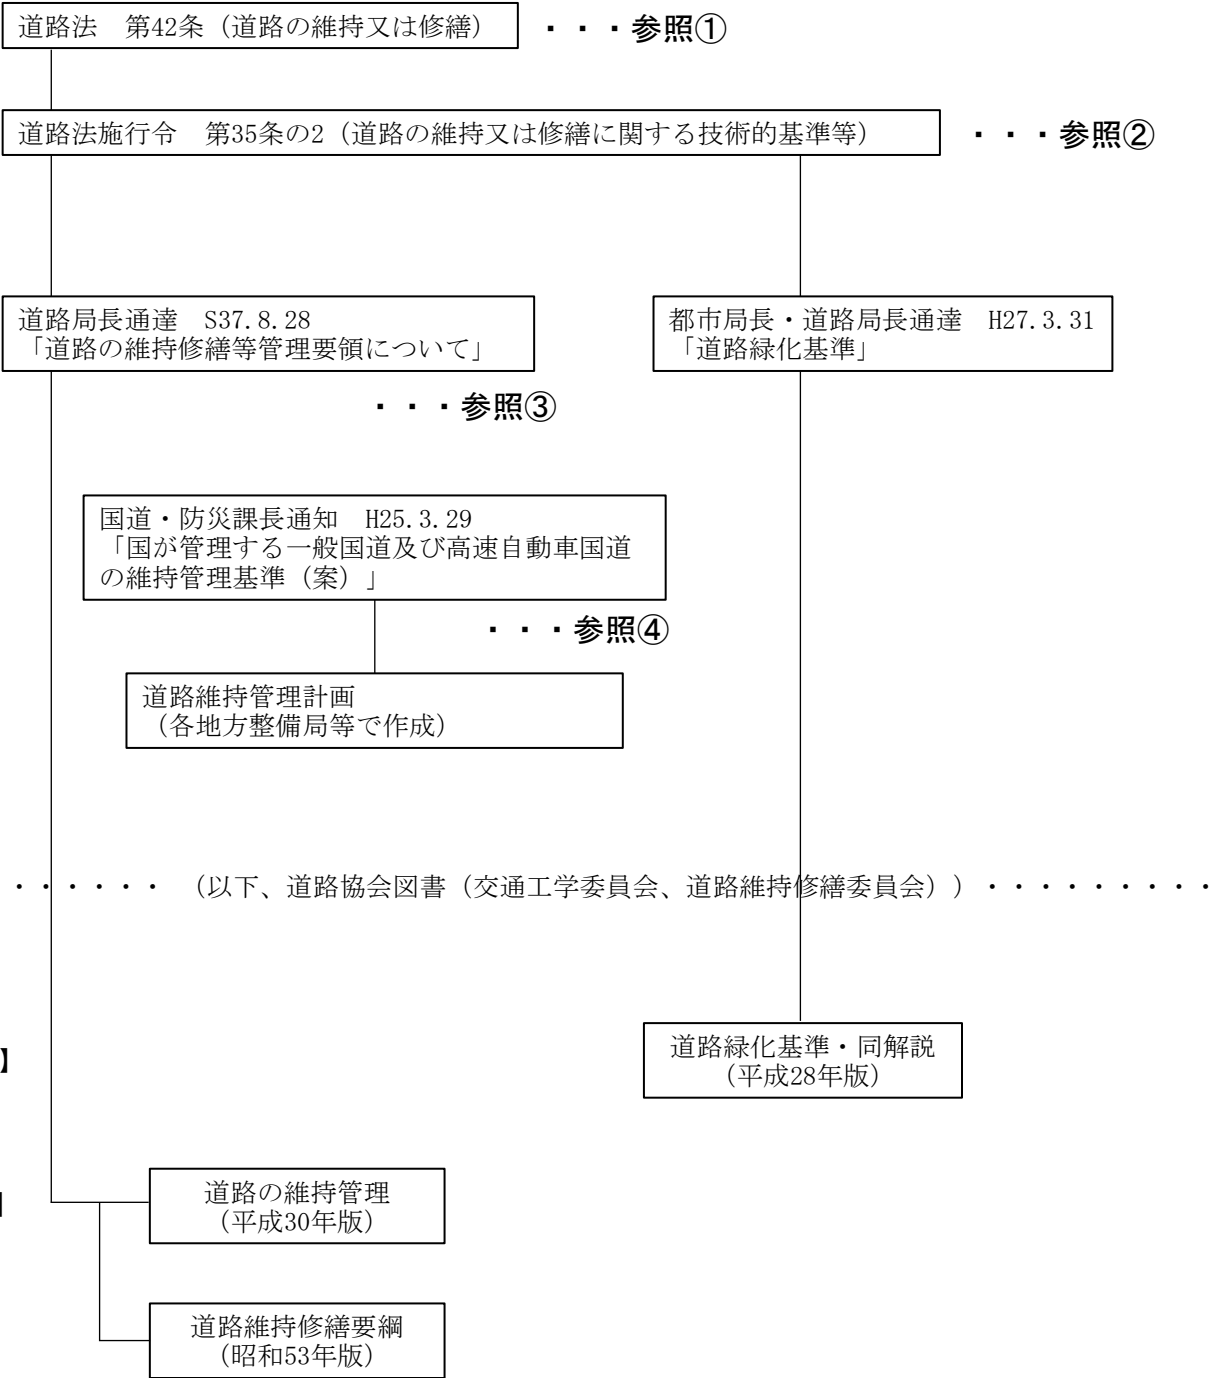 道路法　第42条（道路の維持又は修繕）
・・・参照①
道路法施行令　第35条の2（道路の維持又は修繕に関する技術的基準等）
・・・参照②
道路局長通達　S37.8.28
「道路の維持修繕等管理要領について」
都市局長・道路局長通達　H27.3.31
「道路緑化基準」
・・・参照③
国道・防災課長通知　H25.3.29
「国が管理する一般国道及び高速自動車国道
の維持管理基準（案）」
・・・参照④
道路維持管理計画
（各地方整備局等で作成）
・・・・・・　（以下、道路協会図書（交通工学委員会、道路維持修繕委員会））・・・・・・・・・
】
道路緑化基準・同解説
（平成28年版）
道路の維持管理
（平成30年版）
道路維持修繕要綱
（昭和53年版）